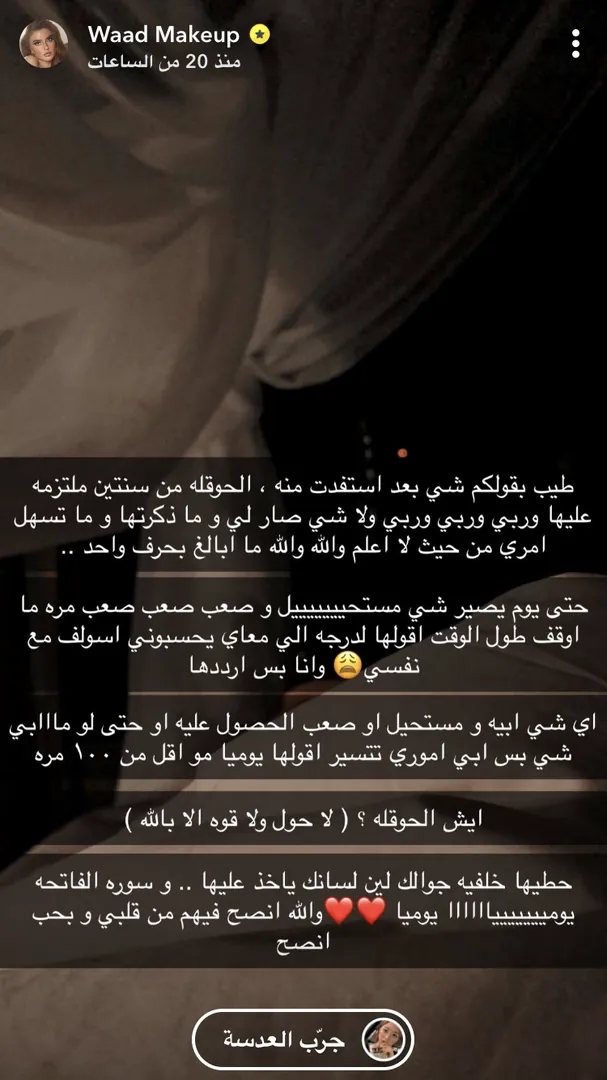 Waad Makeup
منذ 20 من الساعات
طيب بقولكم شي بعد استفدت منه ، الحوقله من سنتين ملتزمه
عليها وربي وربي وربي ولا شي صار لي و ما ذكرتها و ما تسهل
امري من حيث لا اعلم والله والله ما ابالغ بحرف واحد ..
حتى يوم يصير شي مستحييييييييل و صعب صعب صعب مره ما
اوقف طول الوقت اقولها لدرجه الي معاي يحسبوني اسولف مع
نفسي😩 وانا بس ارددها
اي شي ابيه و مستحيل او صعب الحصول عليه او حتى لو مااابي
شي بس ابي اموري تتسير اقولها يوميا مو اقل من ١٠٠ مره
ايش الحوقله ؟ ( لا حول ولا قوه الا بالله )
حطيها خلفيه جوالك لين لسانك ياخذ عليها .. و سوره الفاتحه
يومييييييييياااااا يوميا ❤️❤️والله انصح فيهم من قلبي و بحب
انصح
جرّب العدسة